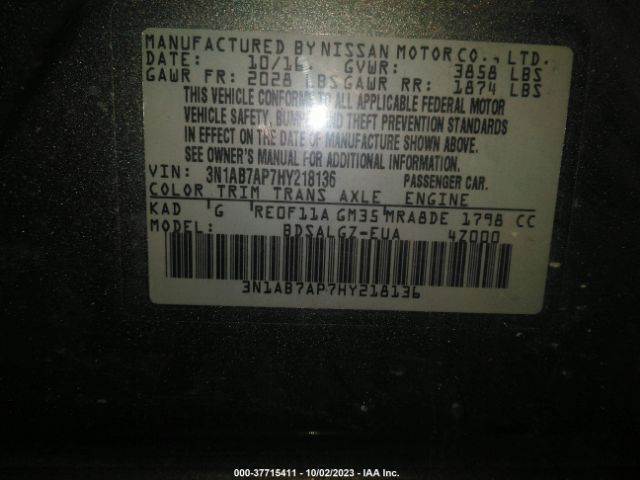 MANUFACTURED BY NISSAN MOTOR CO., LTD.
DATE: 10/16 GVWR: 3858 LBS
GAWR FR: 2028 LBS GAWR RR: 1874 LBS
THIS VEHICLE CONFORMS TO ALL APPLICABLE FEDERAL MOTOR
VEHICLE SAFETY, BUMPER AND THEFT PREVENTION STANDARDS
IN EFFECT ON THE DATE OF MANUFACTURE SHOWN ABOVE.
SEE OWNER'S MANUAL FOR ADDITIONAL INFORMATION
VIN: 3N1AB7AP7HY218136 PASSENGER CAR.
COLOR TRIM TRANS AXLE ENGINE
KAD G RE0F11A GM35 MRA8DE 1798 CC
MODEL: BDSALGZ-EUA 4Z000
3N1AB7AP7HY218136
000-37715411 - 10/02/2023 - IAA Inc.